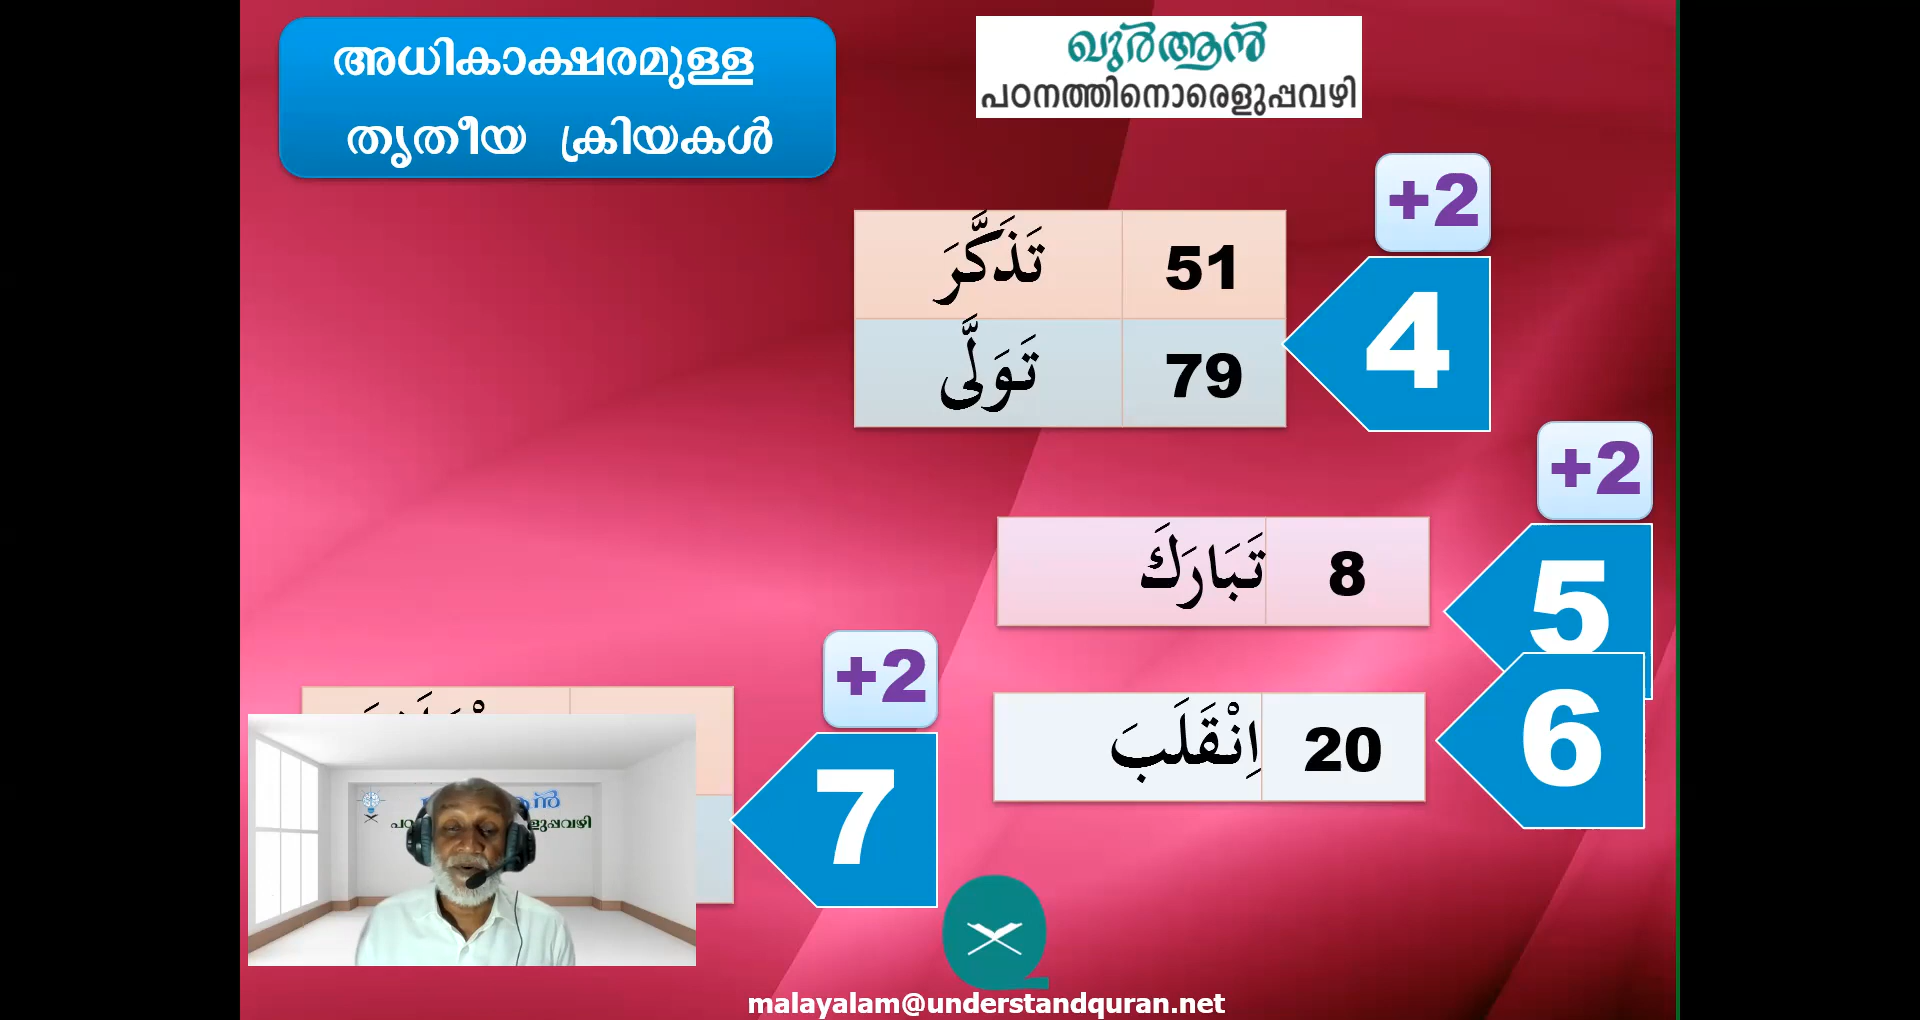 അധികാക്ഷരമുള്ള
തൃതീയ ക്രിയകൾ
ഖുർആൻ
പഠനത്തിനൊരെളുപ്പവഴി
+2
تَذَكَّرَ 51
4
تَوَلَّى 79
+2
تَبَارَكَ 8
5
+2
اِنْقَلَبَ 20
6
7
malayalam@understandquran.net